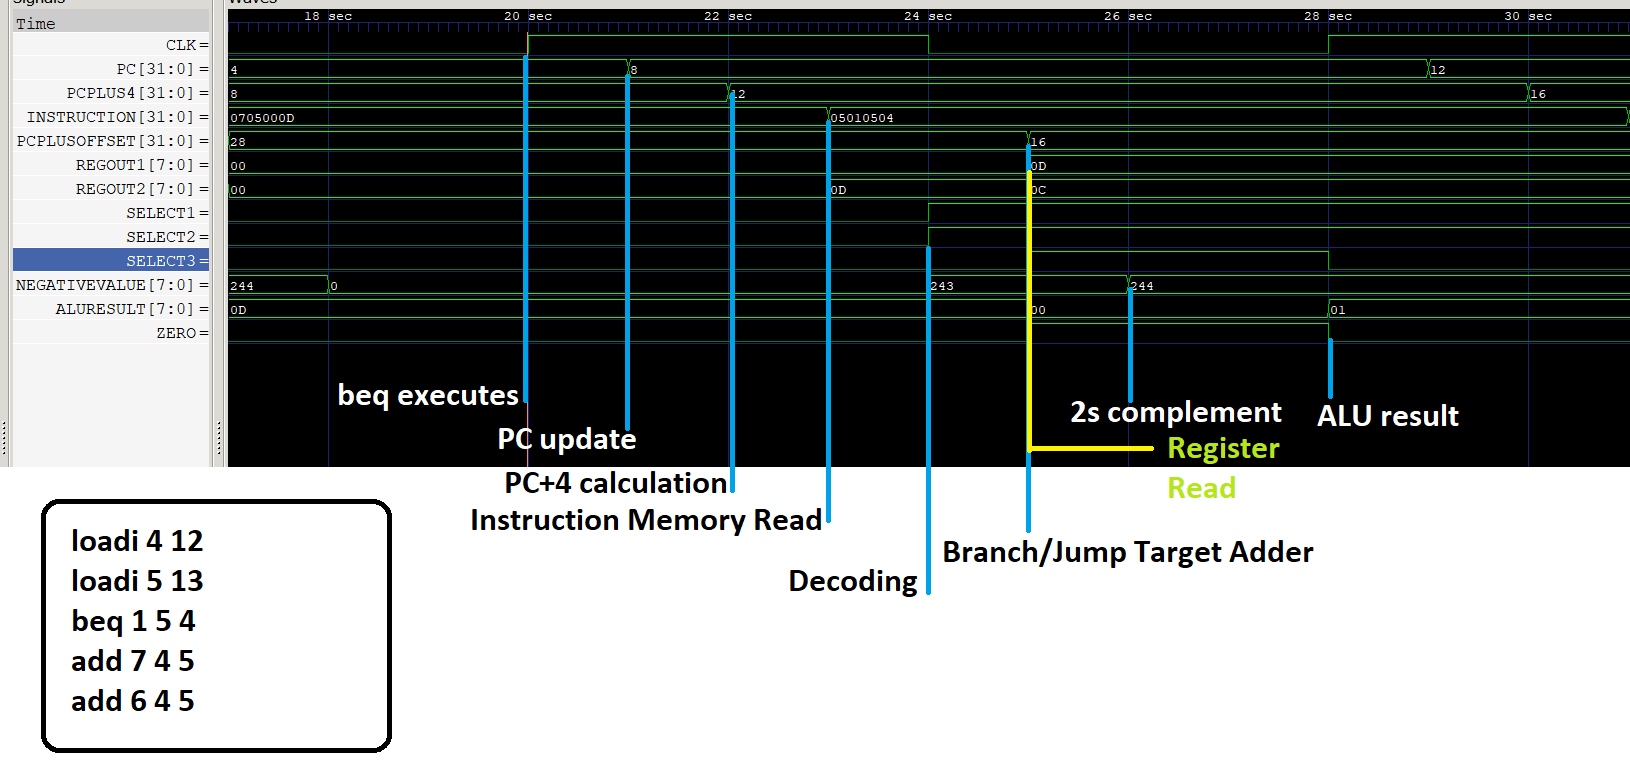 Signals
Waves
Time
18 sec 20 sec 22 sec 24 sec 26 sec 28 sec 30 sec
CLK=
PC[31:0]= 4 8 12
PCPLUS4[31:0]= 8 12 16
INSTRUCTION[31:0]= 0705000D 05010504
PCPLUSOFFSET[31:0]= 28 16
REGOUT1[7:0]= 00 0D
REGOUT2[7:0]= 00 0D 0C
SELECT1=
SELECT2=
SELECT3=
NEGATIVEVALUE[7:0]= 244 0 243 244
ALURESULT[7:0]= 0D 00 01
ZERO=
beq executes
2s complement
ALU result
PC update
Register
Read
PC+4 calculation
Instruction Memory Read
Branch/Jump Target Adder
Decoding
loadi 4 12
loadi 5 13
beq 1 5 4
add 7 4 5
add 6 4 5